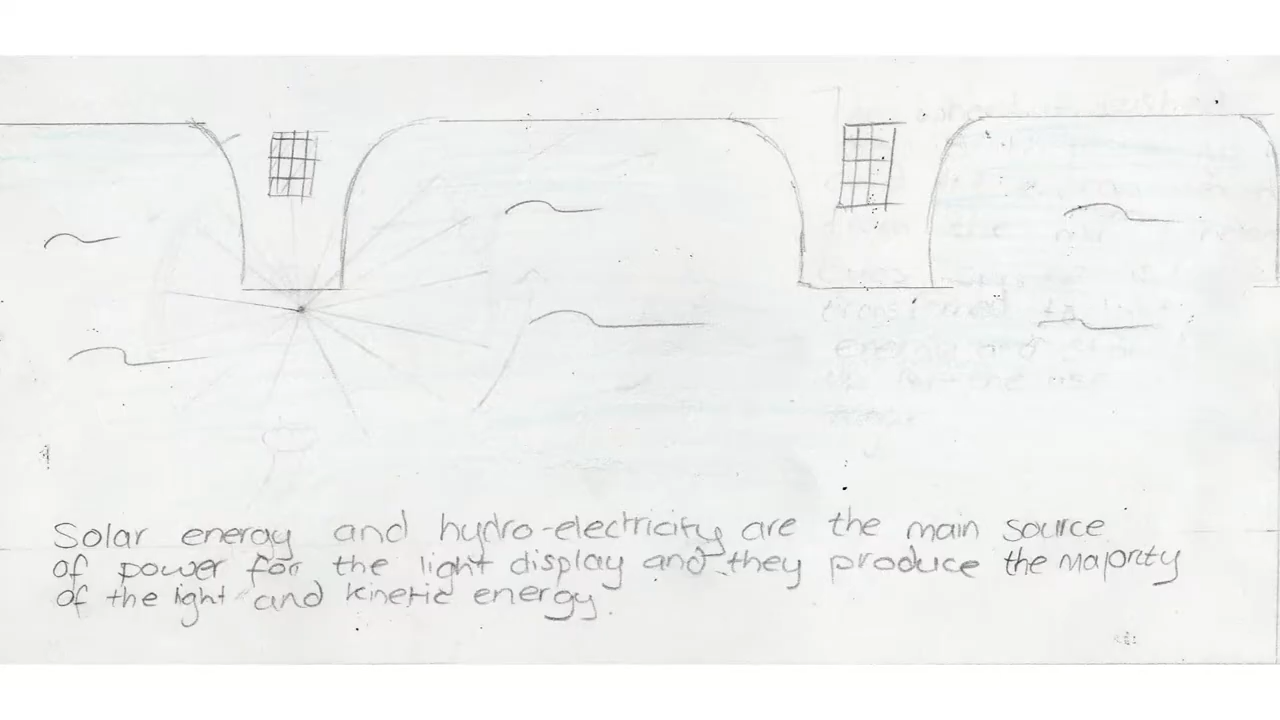 Solar energy and hydro-electricity are the main source
of power for the light display and they produce the majority
of the light and kinetic energy.